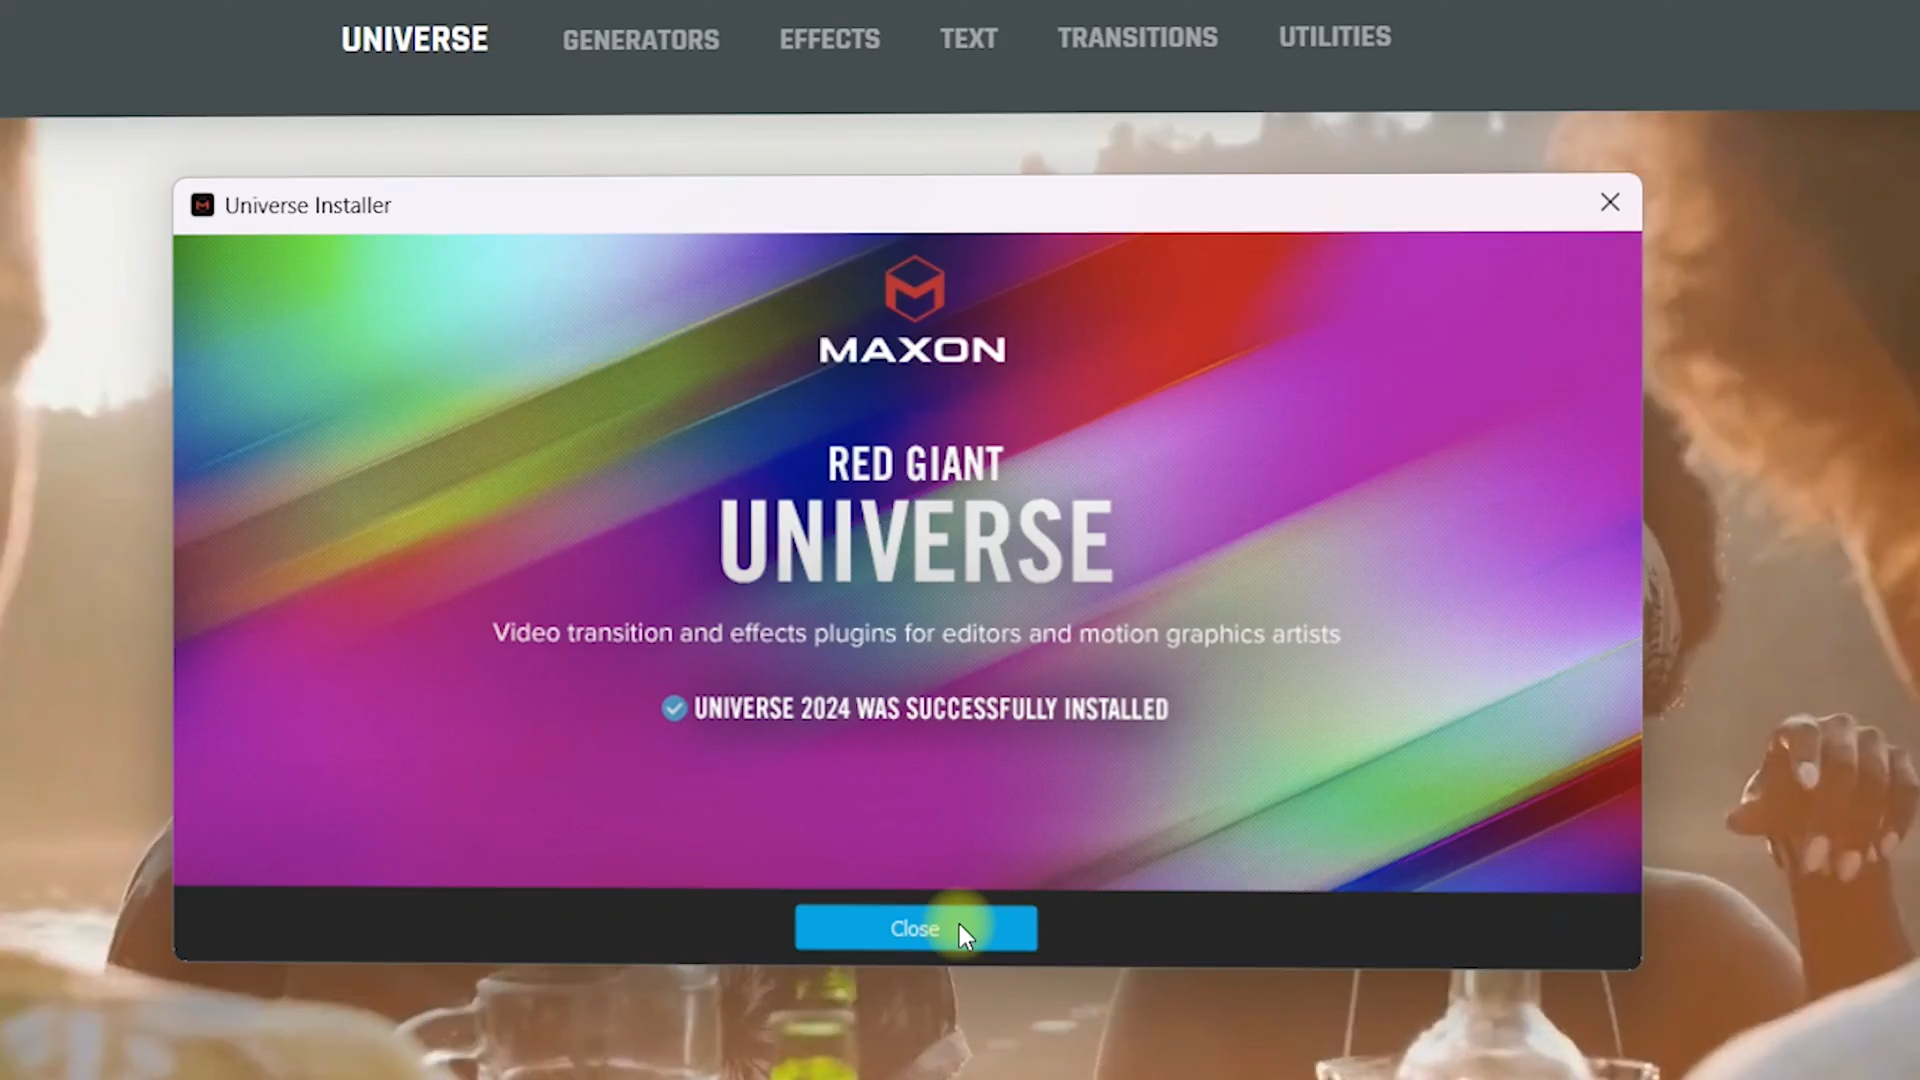 UNIVERSE GENERATORS EFFECTS TEXT TRANSITIONS UTILITIES
Universe Installer
MAXON
RED GIANT
UNIVERSE
Video transition and effects plugins for editors and motion graphics artists
UNIVERSE 2024 WAS SUCCESSFULLY INSTALLED
Close